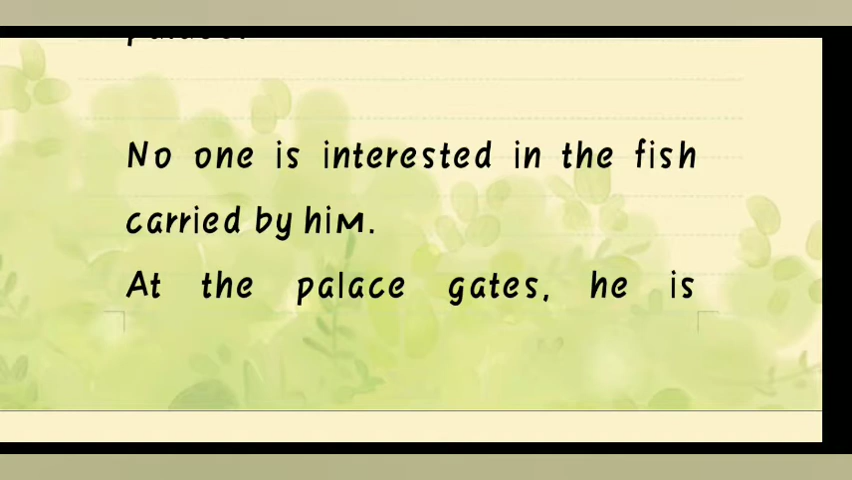 No one is interested in the fish
carried by him.
At the palace gates, he is